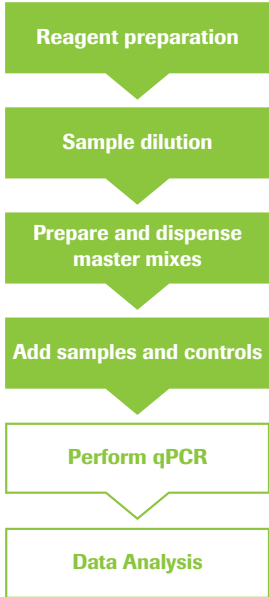 Reagent preparation
Sample dilution
Prepare and dispense
master mixes
Add samples and controls
Perform qPCR
Data Analysis